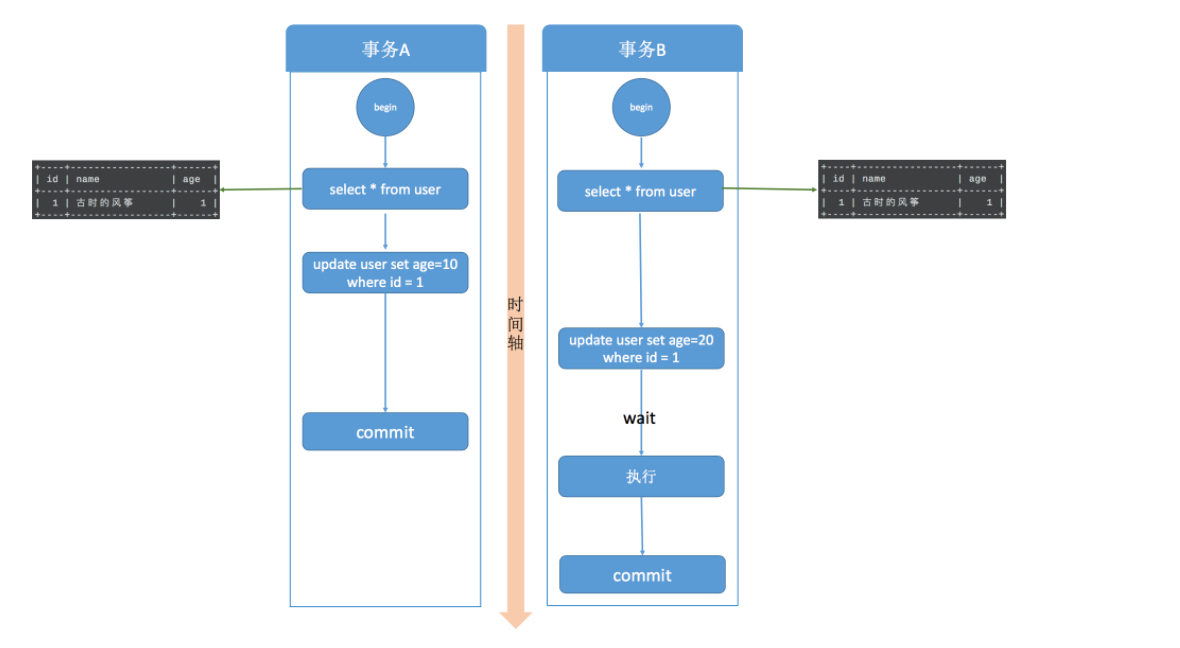 事务A
begin
select * from user
update user set age=10
where id = 1
commit
+----+-----------------+------+
| id | name | age |
+----+-----------------+------+
| 1 | 古时的风筝 | 1 |
+----+-----------------+------+
时
间
轴
事务B
begin
select * from user
update user set age=20
where id = 1
wait
执行
commit
+----+-----------------+------+
| id | name | age |
+----+-----------------+------+
| 1 | 古时的风筝 | 1 |
+----+-----------------+------+